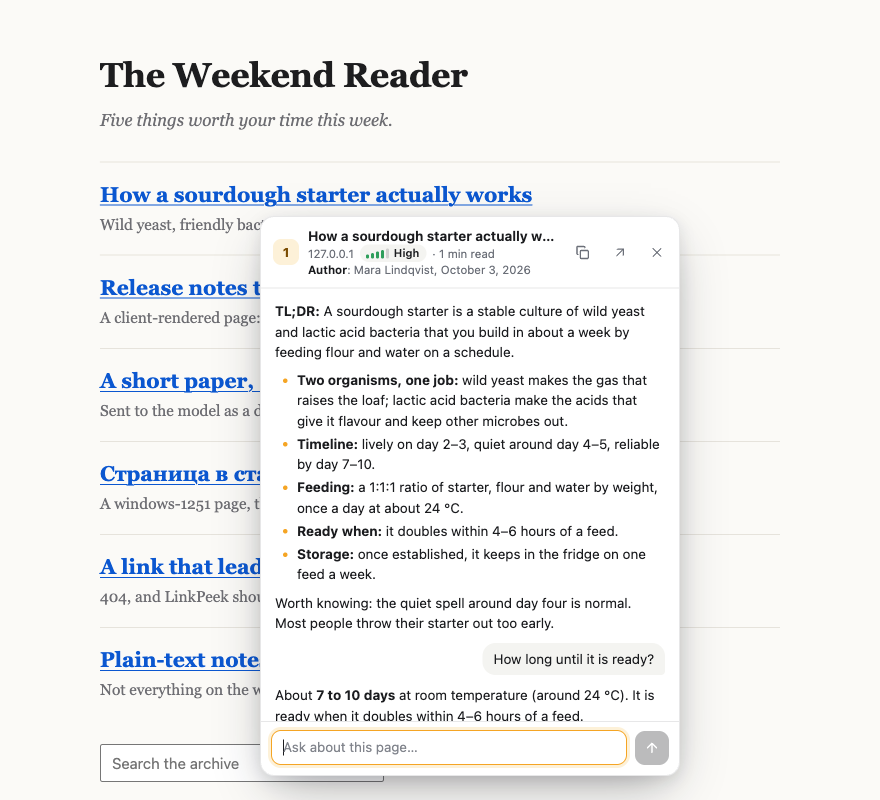 The Weekend Reader
Five things worth your time this week.
How a sourdough starter actually works
Wild yeast, friendly bac
Release notes t
A client-rendered page:
A short paper,
Sent to the model as a d
Страница в ста
A windows-1251 page, t
A link that lead
404, and LinkPeek shou
Plain-text note
Not everything on the w
Search the archive
1
How a sourdough starter actually w...
127.0.0.1 High · 1 min read
Author: Mara Lindqvist, October 3, 2026
TL;DR: A sourdough starter is a stable culture of wild yeast
and lactic acid bacteria that you build in about a week by
feeding flour and water on a schedule.
• Two organisms, one job: wild yeast makes the gas that
raises the loaf; lactic acid bacteria make the acids that
give it flavour and keep other microbes out.
• Timeline: lively on day 2–3, quiet around day 4–5, reliable
by day 7–10.
• Feeding: a 1:1:1 ratio of starter, flour and water by weight,
once a day at about 24 °C.
• Ready when: it doubles within 4–6 hours of a feed.
• Storage: once established, it keeps in the fridge on one
feed a week.
Worth knowing: the quiet spell around day four is normal.
Most people throw their starter out too early.
How long until it is ready?
About 7 to 10 days at room temperature (around 24 °C). It is
ready when it doubles within 4–6 hours of a feed.
Ask about this page...